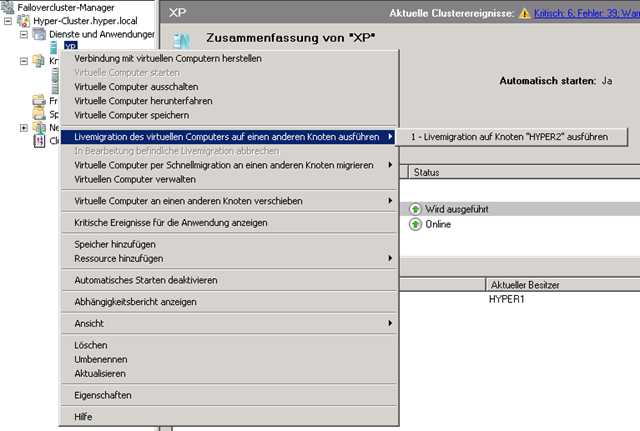 Failovercluster-Manager
Hyper-Cluster.hyper.local
Dienste und Anwendungen
XP
XP
Aktuelle Clusterereignisse: Kritisch: 6; Fehler: 39; War
Zusammenfassung von "XP"
Automatisch starten: Ja
Kn
Fr
Sp
Ne
Clu
Verbindung mit virtuellen Computern herstellen
Virtuelle Computer starten
Virtuelle Computer ausschalten
Virtuelle Computer herunterfahren
Virtuelle Computer speichern
Livemigration des virtuellen Computers auf einen anderen Knoten ausführen
1 - Livemigration auf Knoten "HYPER2" ausführen
In Bearbeitung befindliche Livemigration abbrechen
Virtuelle Computer per Schnellmigration an einen anderen Knoten migrieren
Virtuellen Computer verwalten
Virtuelle Computer an einen anderen Knoten verschieben
Kritische Ereignisse für die Anwendung anzeigen
Speicher hinzufügen
Ressource hinzufügen
Automatisches Starten deaktivieren
Abhängigkeitsbericht anzeigen
Ansicht
Löschen
Umbenennen
Aktualisieren
Eigenschaften
Hilfe
Status
Wird ausgeführt
Online
Aktueller Besitzer
HYPER1